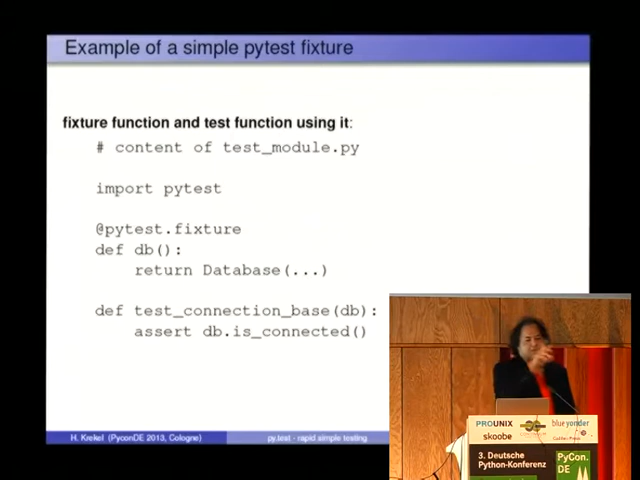 Example of a simple pytest fixture
fixture function and test function using it:
# content of test_module.py
import pytest
@pytest.fixture
def db():
return Database(...)
def test_connection_base(db):
assert db.is_connected()
H. Krekel (PyconDE 2013, Cologne)
py.test - rapid simple testing
PROUNIX
blue yonder
skoobe
3. Deutsche
Python-Konferenz
PyCon.
DE